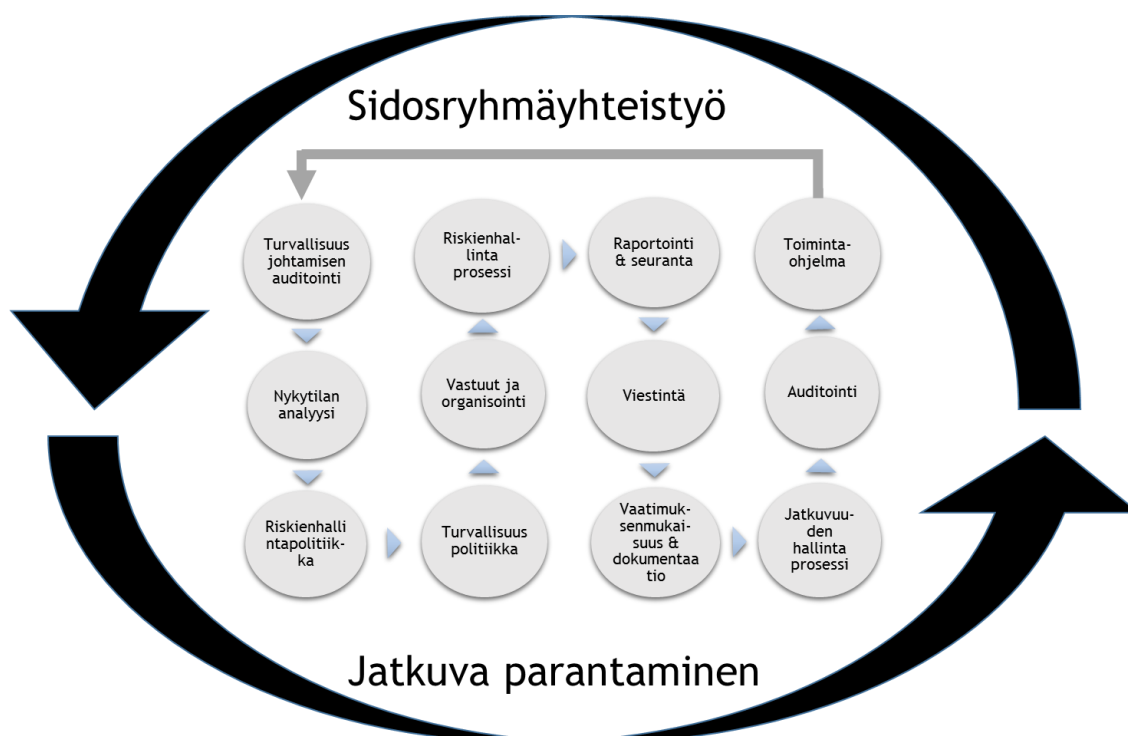 Sidosryhmäyhteistyö
Turvallisuus
johtamisen
auditointi
Nykytilan
analyysi
Riskienhalli
ntapolitiik-
ka
Turvallisuus
politiikka
Vastuut ja
organisointi
Riskienhal-
linta
prosessi
Raportointi
& seuranta
Viestintä
Vaatimuk-
senmukai-
suus &
dokumentaa
tio
Jatkuvuu-
den
hallinta
prosessi
Auditointi
Toiminta-
ohjelma
Jatkuva parantaminen